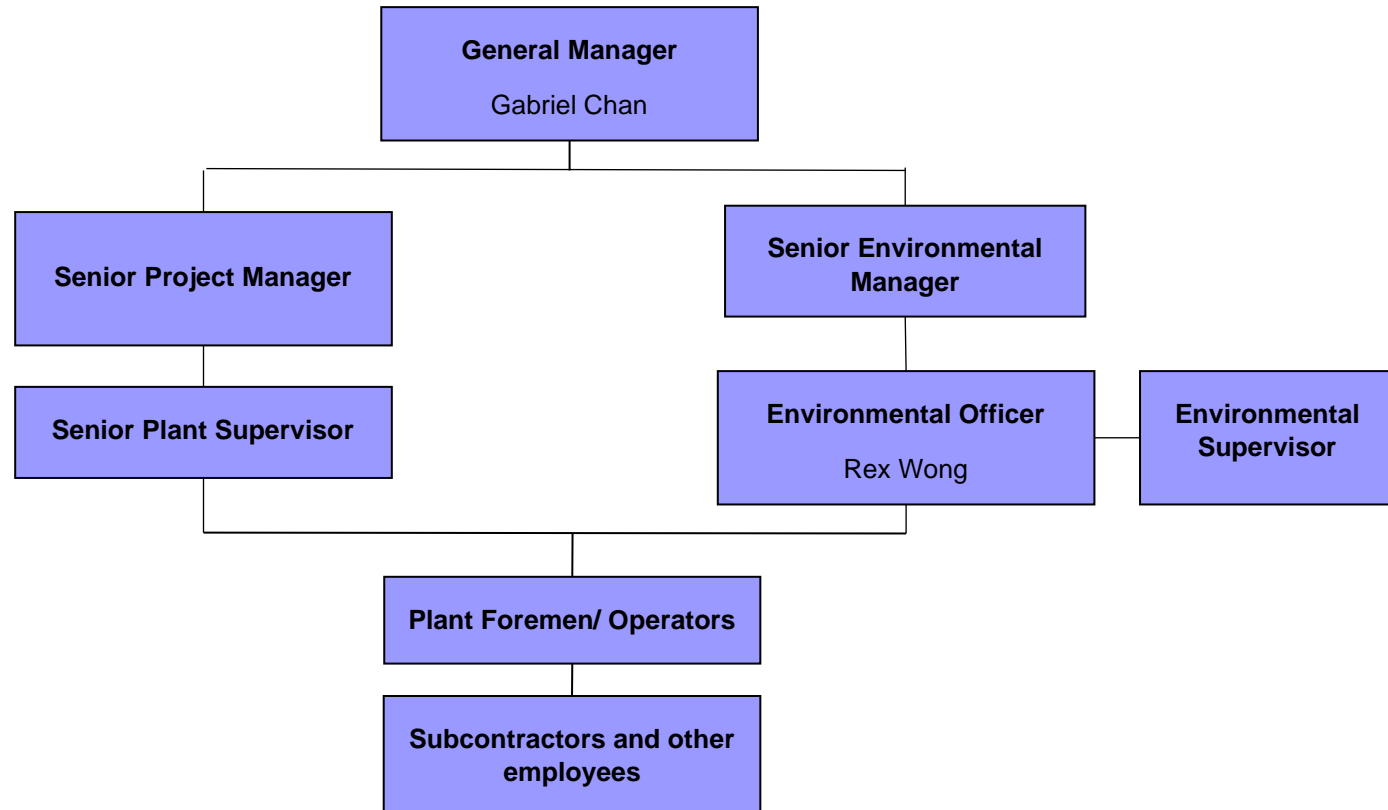 General Manager
Gabriel Chan
Senior Project Manager
Senior Environmental
Manager
Senior Plant Supervisor
Environmental Officer
Rex Wong
Environmental
Supervisor
Plant Foremen/ Operators
Subcontractors and other
employees